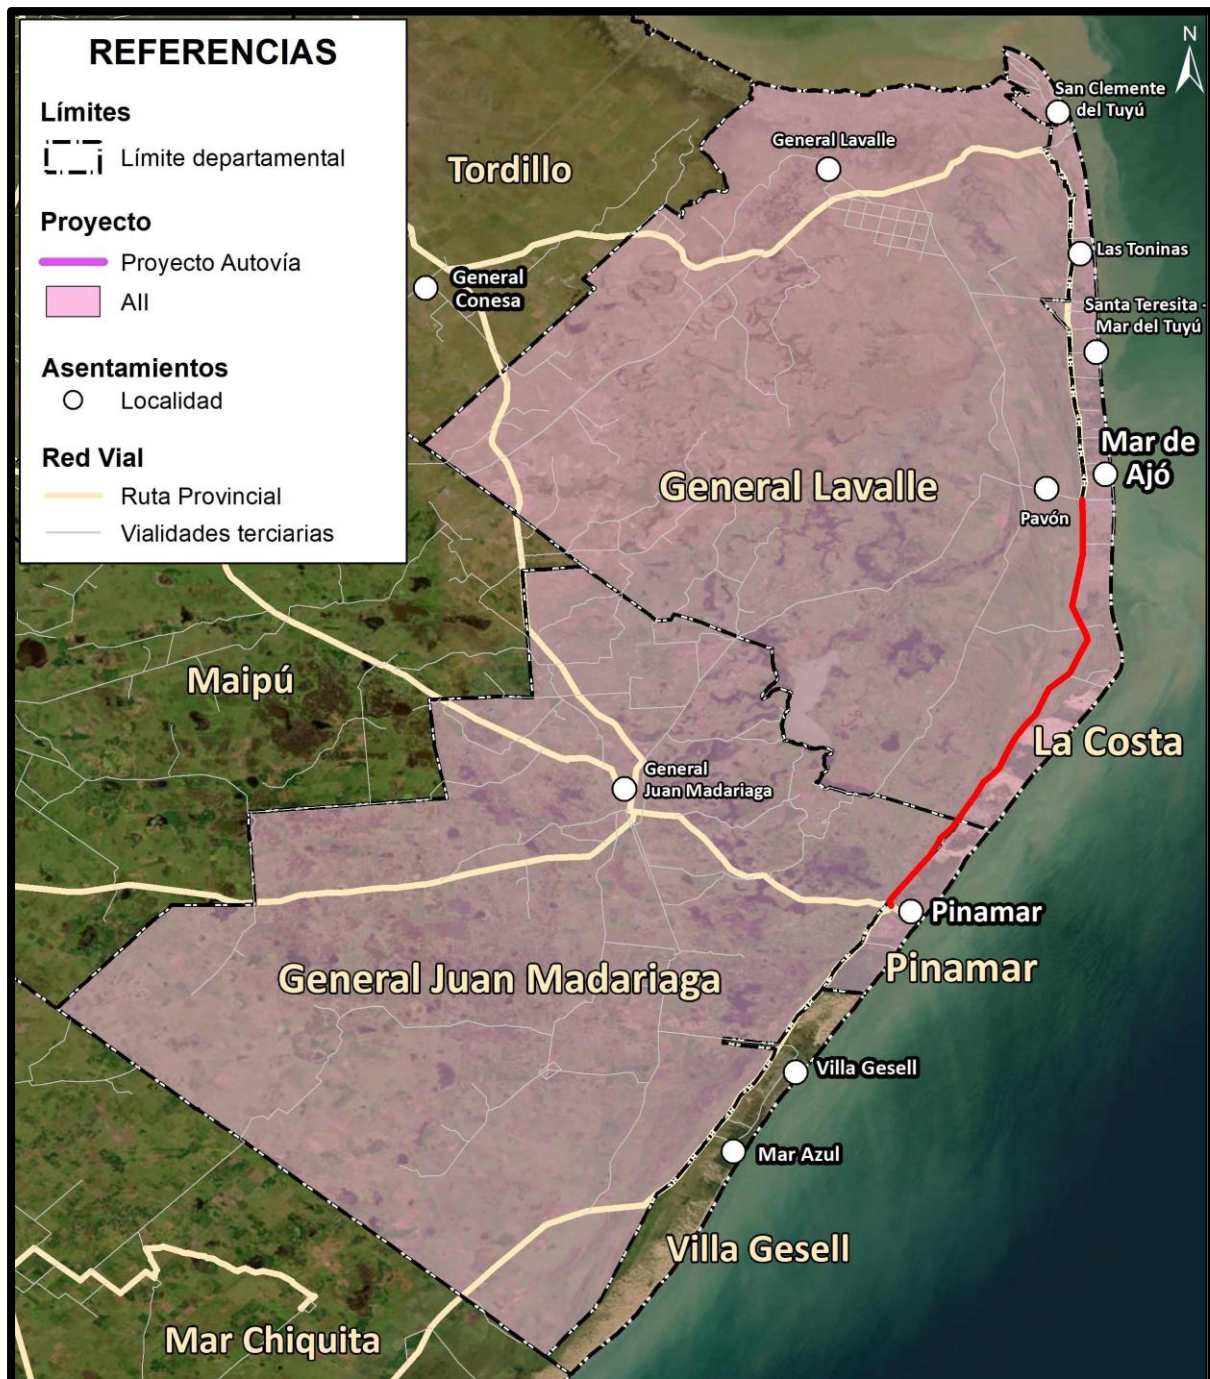 REFERENCIAS
Límites
Límite departamental
Proyecto
Proyecto Autovía
AII
Asentamientos
Localidad
Red Vial
Ruta Provincial
Vialidades terciarias
N
San Clemente
del Tuyú
General Lavalle
Tordillo
Las Toninas
General
Conesa
Santa Teresita -
Mar del Tuyú
Mar de
Ajó
General Lavalle
Pavón
Maipú
La Costa
General
Juan Madariaga
Pinamar
Pinamar
General Juan Madariaga
Villa Gesell
Mar Azul
Villa Gesell
Mar Chiquita